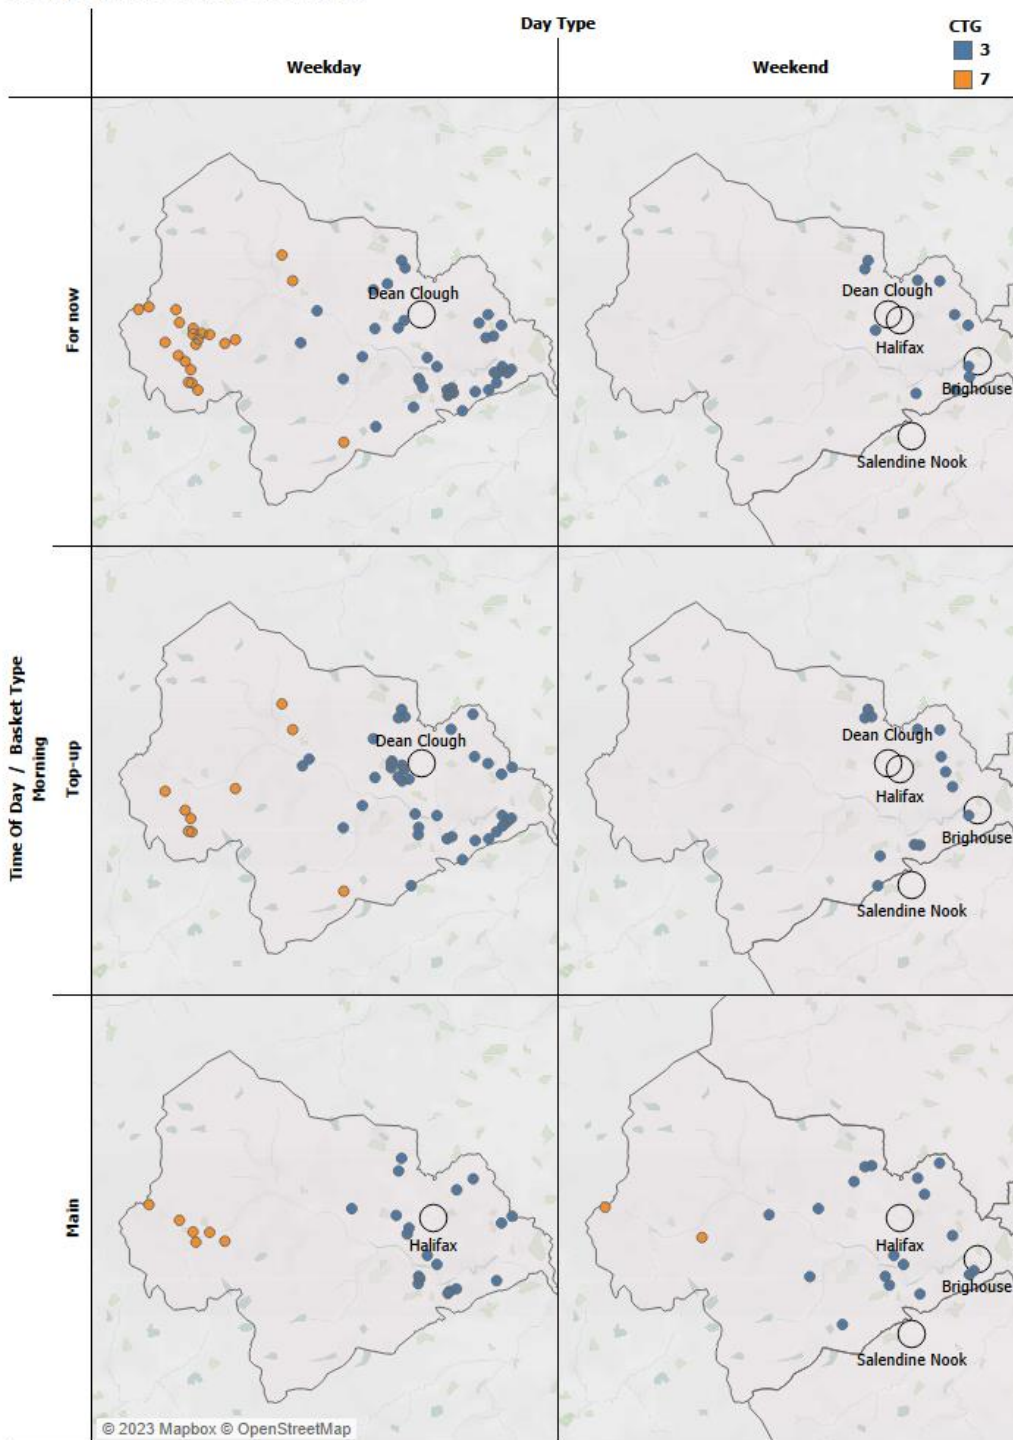 Day Type
CTG
3
7
Weekday
Weekend
For now
Dean Clough
Dean Clough
Halifax
Brighouse
Salendine Nook
Time Of Day / Basket Type
Morning
Top-up
Dean Clough
Dean Clough
Halifax
Brighouse
Salendine Nook
Main
Halifax
Halifax
Brighouse
Salendine Nook
© 2023 Mapbox © OpenStreetMap